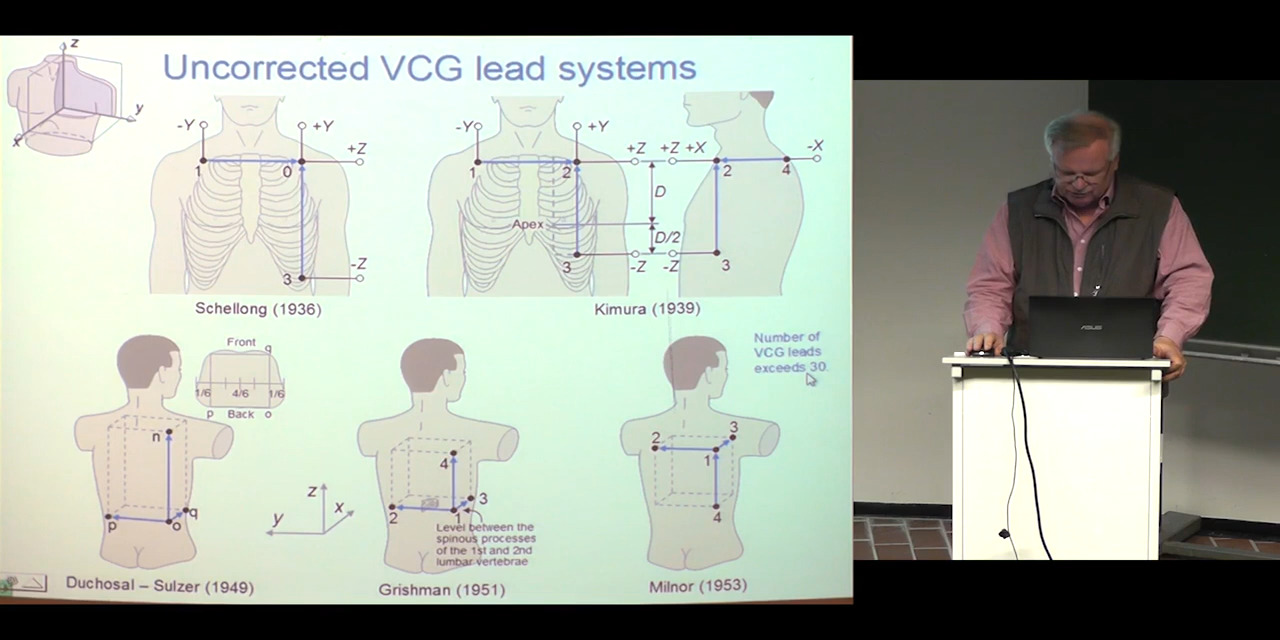 Uncorrected VCG lead systems
z
y
x
-Y
+Y
+Z
1
0
-Z
3
Schellong (1936)
-Y
+Y
+Z
+Z
+X
-X
1
2
2
4
D
Apex
D/2
3
-Z
-Z
3
Kimura (1939)
Number of
VCG leads
exceeds 30.
Front
q
1/6
4/6
1/6
p
Back
o
n
p
o
q
Duchosal – Sulzer (1949)
z
y
x
4
3
2
1
Level between the
spinous processes
of the 1st and 2nd
lumbar vertebrae
Grishman (1951)
2
3
1
4
Milnor (1953)
ASUS